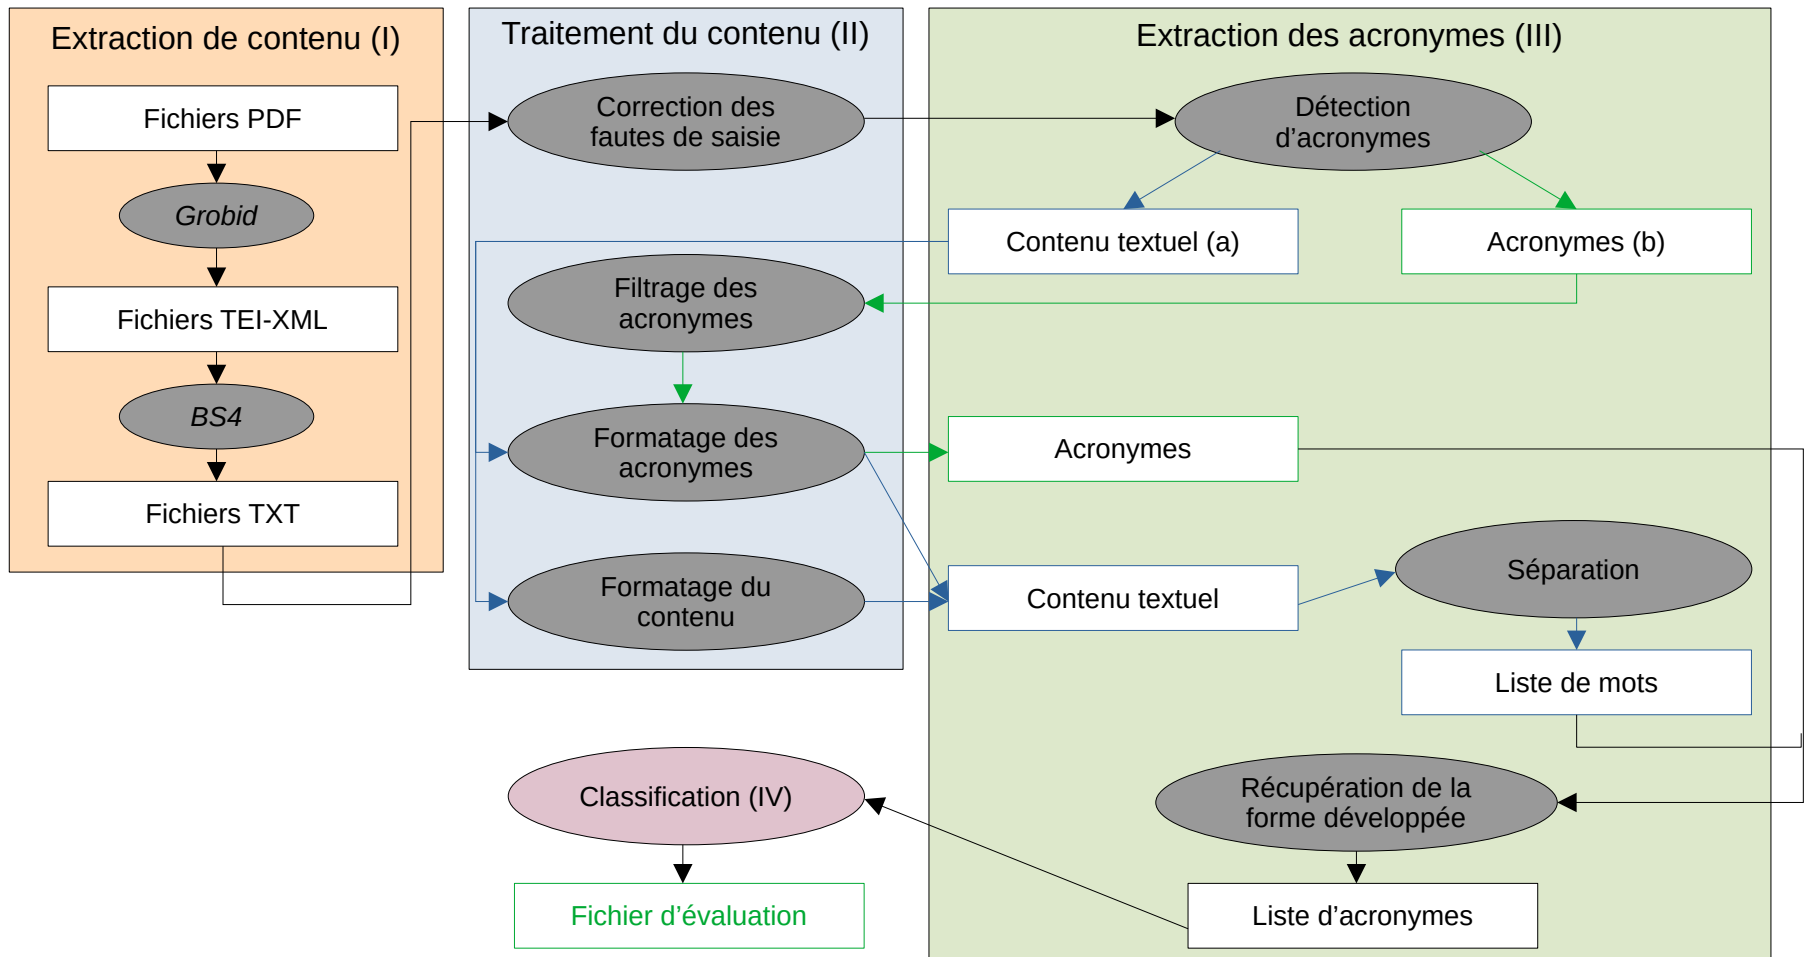 Extraction de contenu (I)
Fichiers PDF
Grobid
Fichiers TEI-XML
BS4
Fichiers TXT
Traitement du contenu (II)
Correction des
fautes de saisie
Filtrage des
acronymes
Formatage des
acronymes
Formatage du
contenu
Extraction des acronymes (III)
Détection
d’acronymes
Contenu textuel (a)
Acronymes (b)
Acronymes
Contenu textuel
Séparation
Liste de mots
Récupération de la
forme développée
Liste d’acronymes
Classification (IV)
Fichier d’évaluation